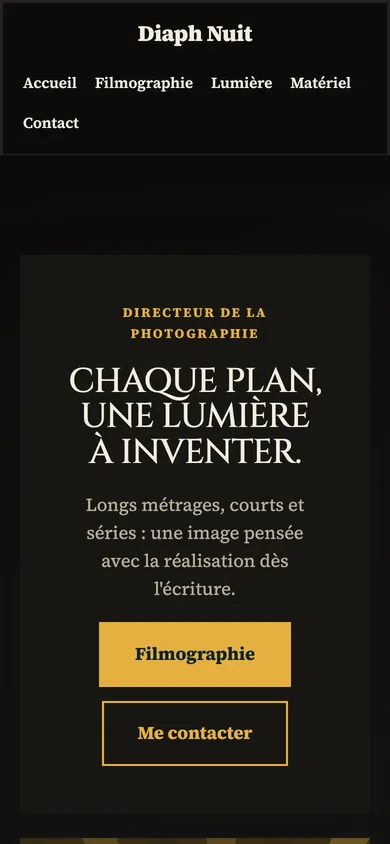 Diaph Nuit
Accueil Filmographie Lumière Matériel
Contact
DIRECTEUR DE LA
PHOTOGRAPHIE
CHAQUE PLAN,
UNE LUMIÈRE
À INVENTER.
Longs métrages, courts et
séries : une image pensée
avec la réalisation dès
l'écriture.
Filmographie
Me contacter